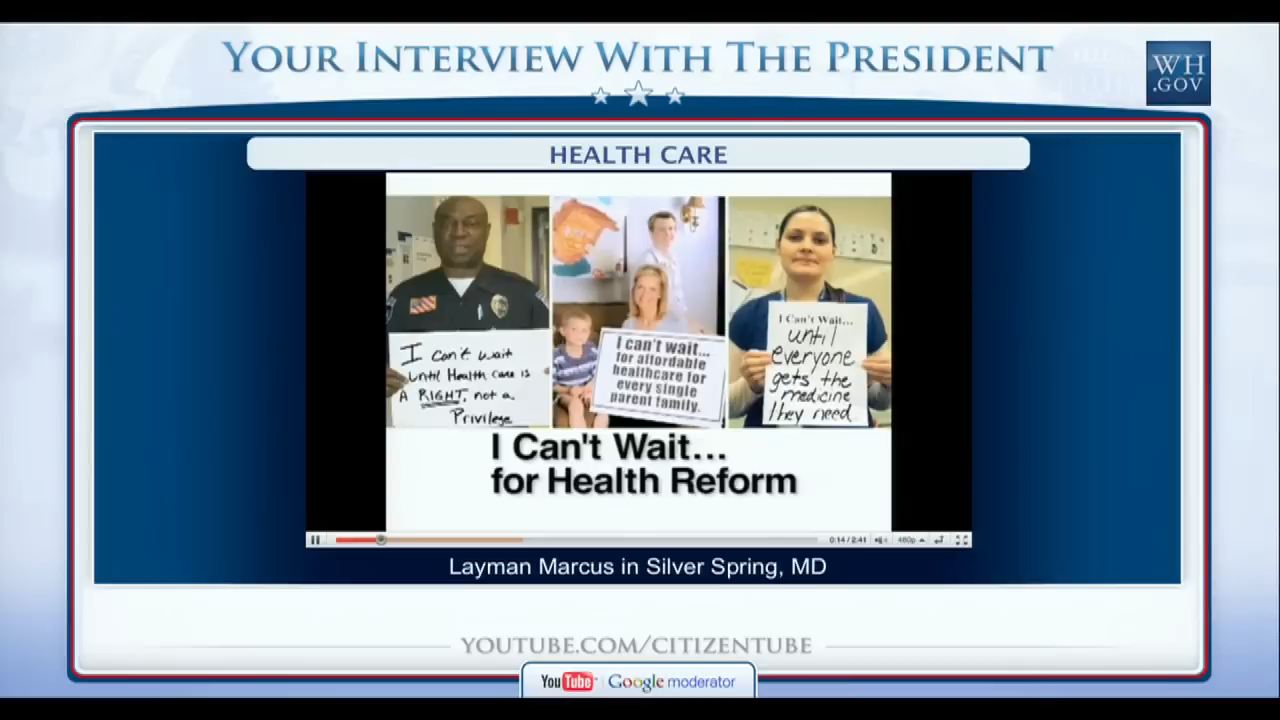 YOUR INTERVIEW WITH THE PRESIDENT
WH
.GOV
HEALTH CARE
I can't wait
until Health Care is
A RIGHT, not a
Privilege
I can't wait...
for affordable
healthcare for
every single
parent family.
I Can't Wait...
until
everyone
gets the
medicine
they need
I Can't Wait...
for Health Reform
0:14 / 2:41
480p
Layman Marcus in Silver Spring, MD
YOUTUBE.COM/CITIZENTUBE
YouTube Google moderator